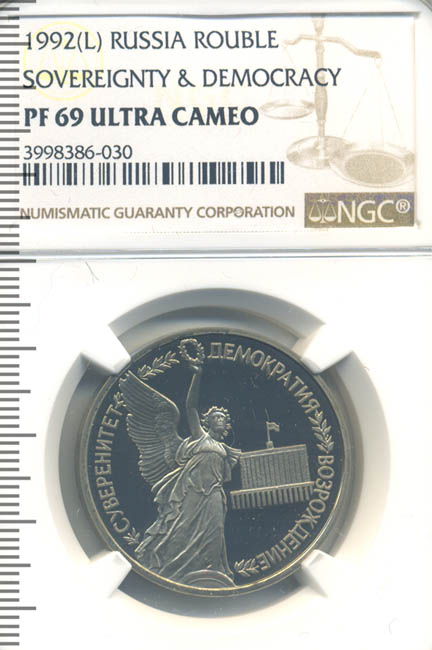 1992(L) RUSSIA ROUBLE
SOVEREIGNTY & DEMOCRACY
PF 69 ULTRA CAMEO
3998386-030
NUMISMATIC GUARANTY CORPORATION NGC®
СУВЕРЕНИТЕТ
ДЕМОКРАТИЯ
ВОЗРОЖДЕНИЕ